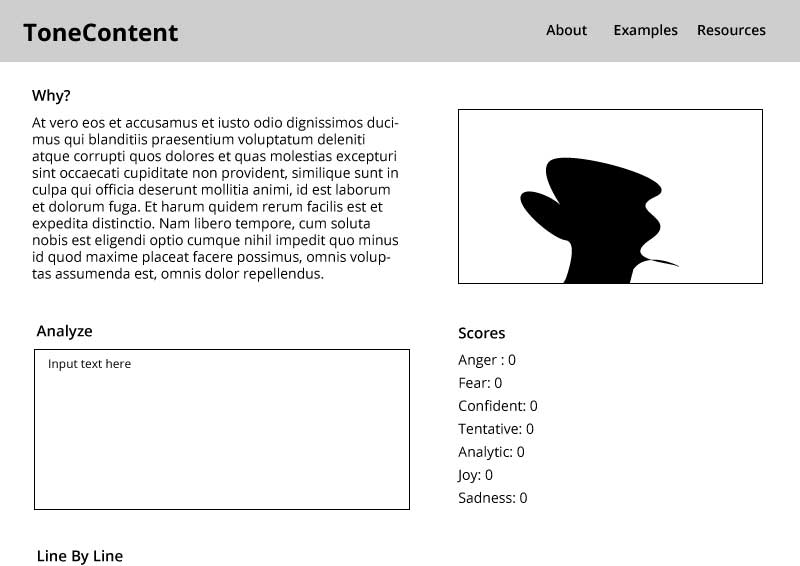 ToneContent
About Examples Resources
Why?
At vero eos et accusamus et iusto odio dignissimos duci-
mus qui blanditiis praesentium voluptatum deleniti
atque corrupti quos dolores et quas molestias excepturi
sint occaecati cupiditate non provident, similique sunt in
culpa qui officia deserunt mollitia animi, id est laborum
et dolorum fuga. Et harum quidem rerum facilis est et
expedita distinctio. Nam libero tempore, cum soluta
nobis est eligendi optio cumque nihil impedit quo minus
id quod maxime placeat facere possimus, omnis volup-
tas assumenda est, omnis dolor repellendus.
Analyze
Input text here
Scores
Anger : 0
Fear: 0
Confident: 0
Tentative: 0
Analytic: 0
Joy: 0
Sadness: 0
Line By Line